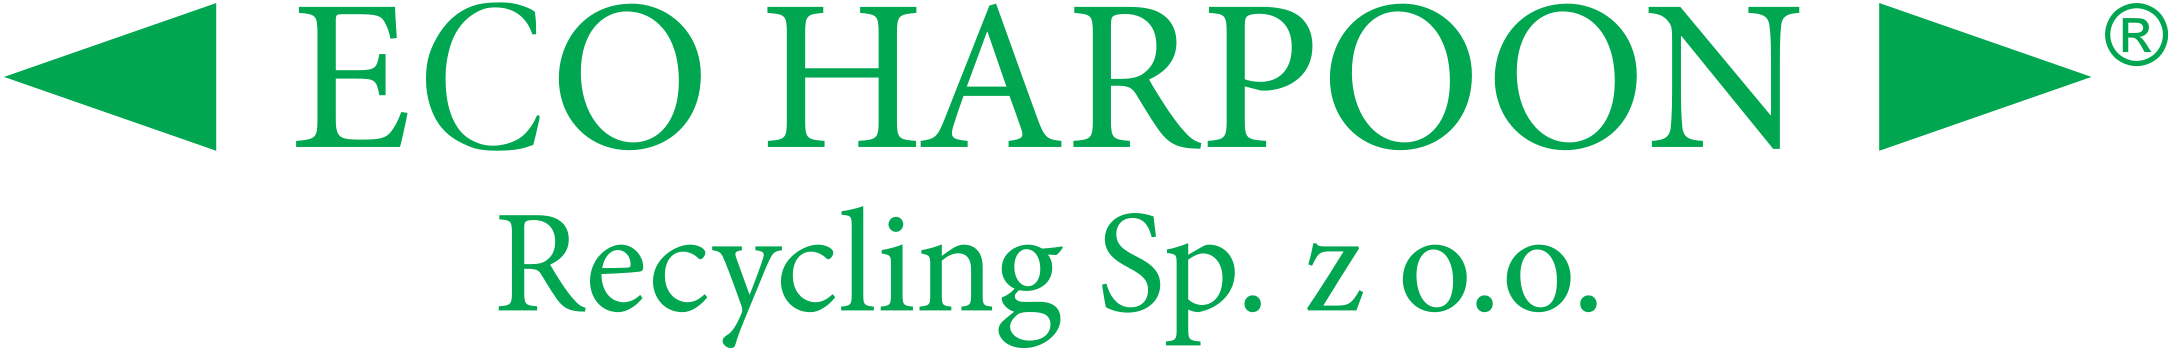 ECO HARPOON ®
Recycling Sp. z o.o.